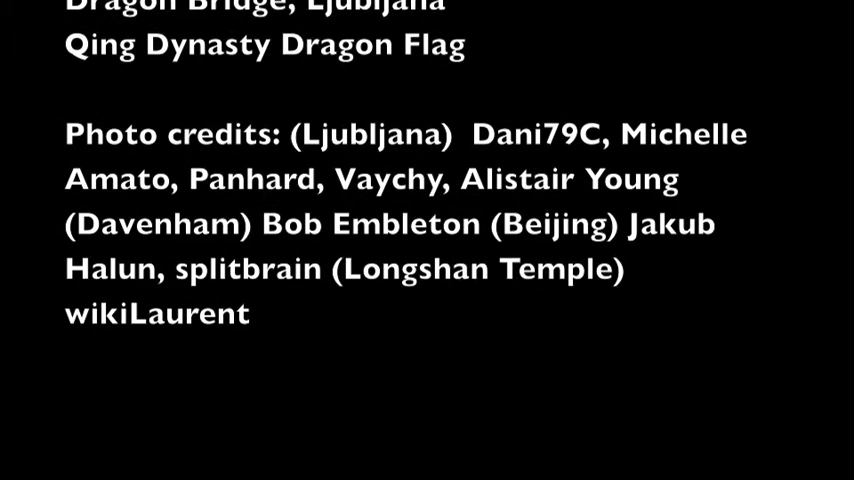 Dragon Bridge, Ljubljana
Qing Dynasty Dragon Flag
Photo credits: (Ljubljana)  Dani79C, Michelle
Amato, Panhard, Vaychy, Alistair Young
(Davenham) Bob Embleton (Beijing) Jakub
Halun, splitbrain (Longshan Temple)
wikiLaurent